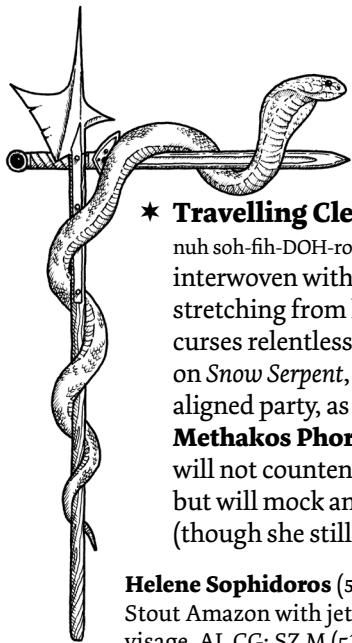 ✶ Travelling Cle
nuh soh-fih-DOH-ro
interwoven with
stretching from
curses relentless
on Snow Serpent,
aligned party, as
Methakos Phor
will not counten
but will mock an
(though she still
Helene Sophidoros (5
Stout Amazon with jet
visage. AL CG; SZ M (5'